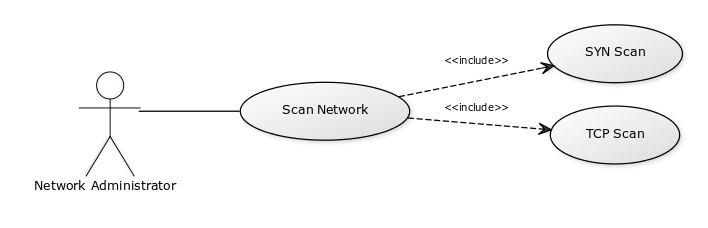 <<include>>
SYN Scan
Scan Network
<<include>>
TCP Scan
Network Administrator